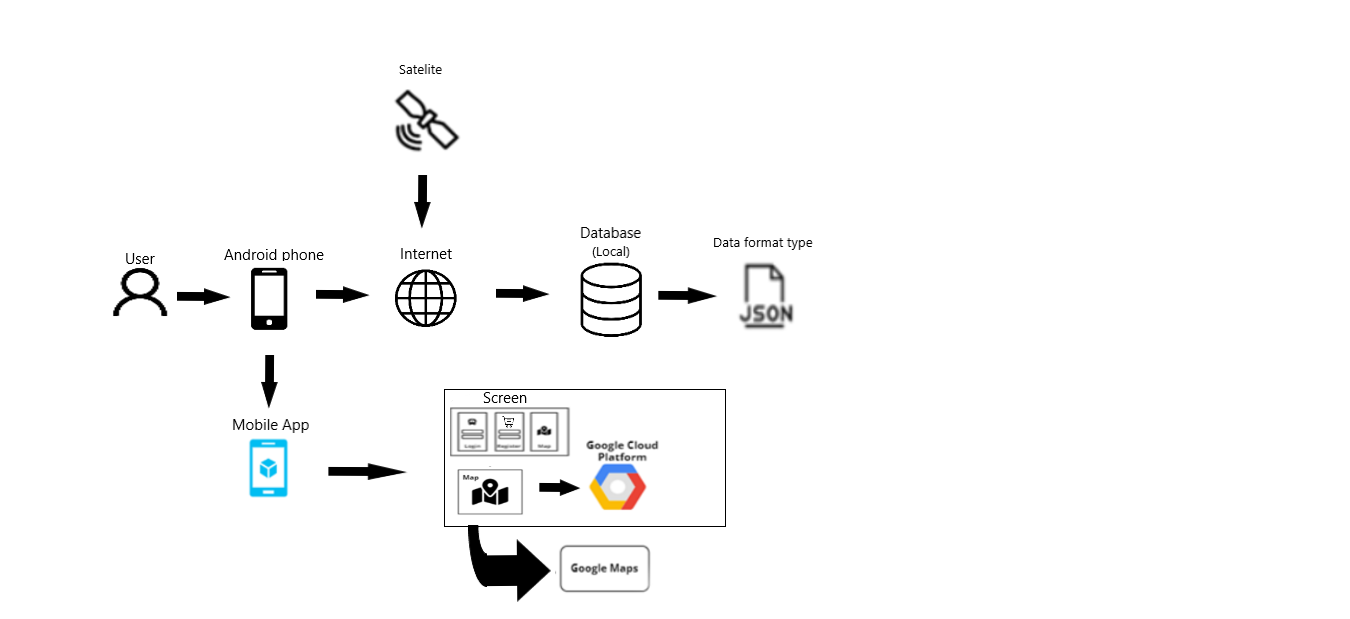 Satelite
User
Android phone
Internet
Database
(Local)
Data format type
JSON
Mobile App
Screen
Login
Register
Map
Google Cloud
Platform
Map
Google Maps